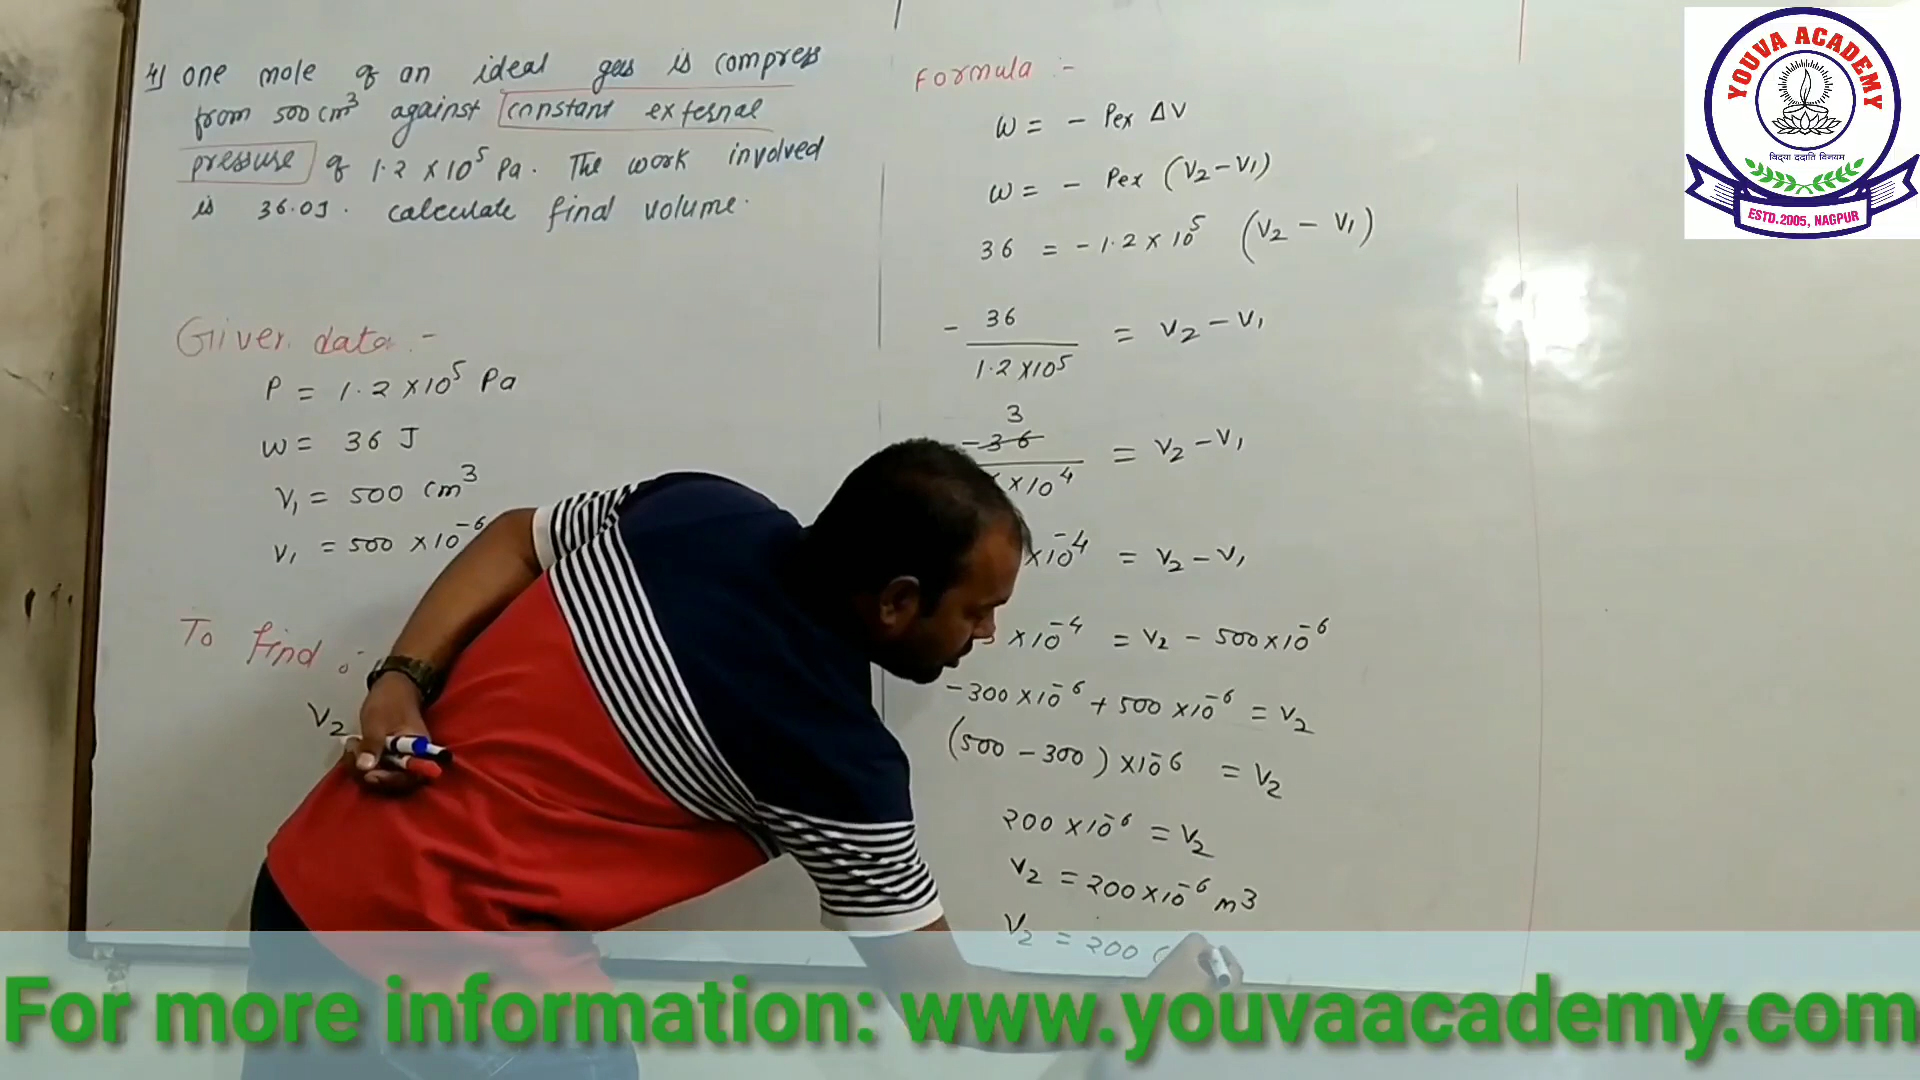 4) one mole of an ideal gas is compress
from 500 cm³ against constant external
pressure of 1.2 × 10⁵ Pa. The work involved
is 36.0J. calculate final volume.
Given data :-
P = 1.2 × 10⁵ Pa
w = 36 J
V₁ = 500 cm³
V₁ = 500 × 10⁻⁶
To find :-
V₂
Formula :-
W = - Pex ΔV
W = - Pex (V₂ - V₁)
36 = - 1.2 × 10⁵ (V₂ - V₁)
- 36 / 1.2 × 10⁵ = V₂ - V₁
3
- 36 / × 10⁴ = V₂ - V₁
× 10⁻⁴ = V₂ - V₁
3 × 10⁻⁴ = V₂ - 500 × 10⁻⁶
- 300 × 10⁻⁶ + 500 × 10⁻⁶ = V₂
(500 - 300) × 10⁻⁶ = V₂
200 × 10⁻⁶ = V₂
V₂ = 200 × 10⁻⁶ m3
V₂ = 200 (
YOUVA ACADEMY
विद्या ददाति विनयम
ESTD.2005, NAGPUR
For more information: www.youvaacademy.com